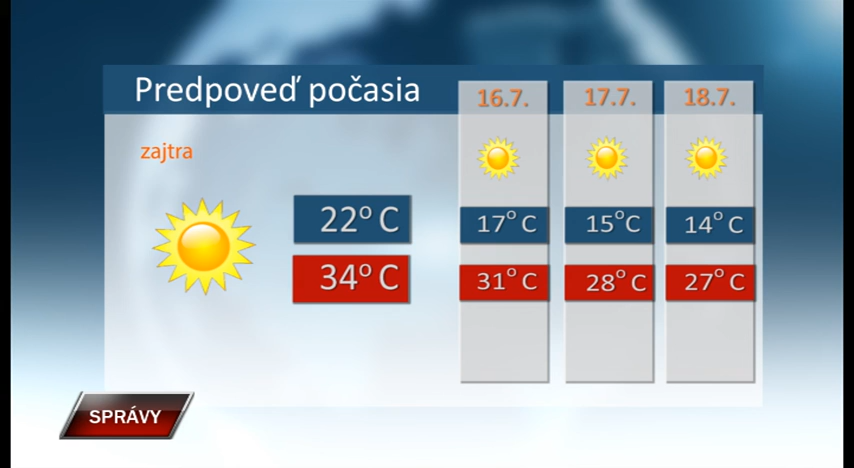 Predpoveď počasia
zajtra
22° C
34° C
16.7.
17° C
31° C
17.7.
15°C
28° C
18.7.
14° C
27° C
SPRÁVY